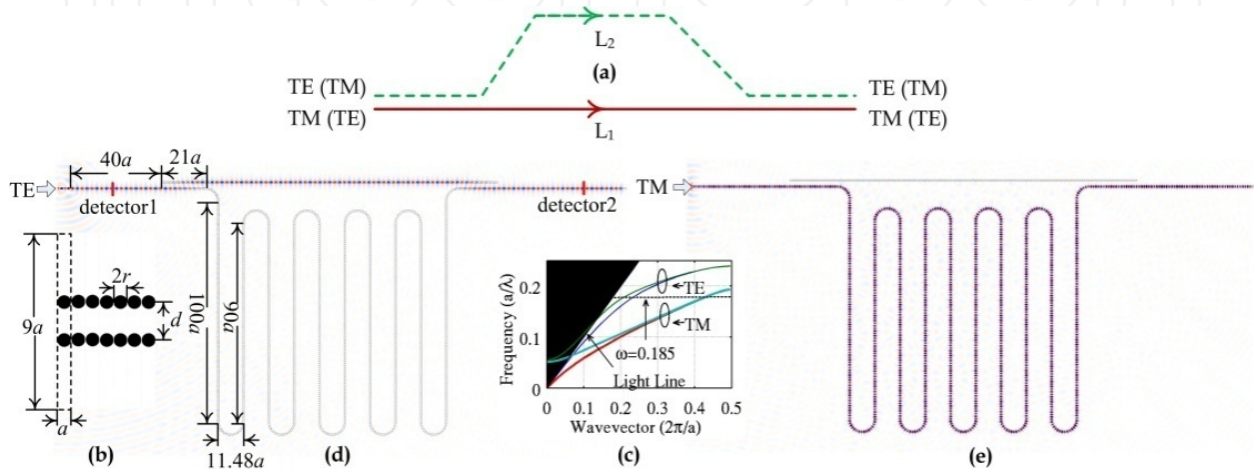 L2
(a)
TE (TM)
TM (TE)
L1
TE (TM)
TM (TE)
40a
21a
TE
detector1
detector2
TM
2r
d
9a
a
100a
90a
11.48a
Frequency (a/λ)
0.2
0.1
0
TE
TM
ω=0.185
Light Line
0 0.1 0.2 0.3 0.4 0.5
Wavevector (2π/a)
(b)
(d)
(c)
(e)